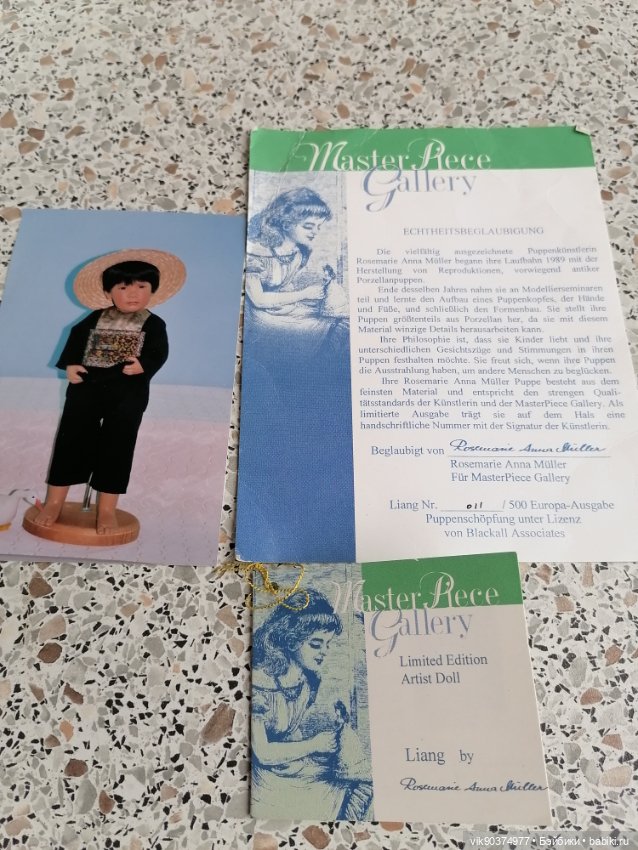 MasterPiece
Gallery
ECHTHEITSBEGLAUBIGUNG
Die vielfältig ausgezeichnete Puppenkünstlerin
Rosemarie Anna Müller begann ihre Laufbahn 1989 mit der
Herstellung von Reproduktionen, vorwiegend antiker
Porzellanpuppen.
Ende desselben Jahres nahm sie an Modellierseminaren
teil und lernte den Aufbau eines Puppenkopfes, der Hände
und Füße, und schließlich den Formenbau. Sie stellt ihre
Puppen größtenteils aus Porzellan her, da sie mit diesem
Material winzige Details herausarbeiten kann.
Ihre Philosophie ist, dass sie Kinder liebt und ihre
unterschiedlichen Gesichtszüge und Stimmungen in ihren
Puppen festhalten möchte. Sie freut sich, wenn ihre Puppen
die Ausstrahlung haben, um andere Menschen zu beglücken.
Ihre Rosemarie Anna Müller Puppe besteht aus dem
feinsten Material und entspricht den strengen Quali-
tätsstandards der Künstlerin und der MasterPiece Gallery. Als
limitierte Ausgabe trägt sie auf dem Hals eine
handschriftliche Nummer mit der Signatur der Künstlerin.
Beglaubigt von Rosemarie Anna Müller
Rosemarie Anna Müller
Für MasterPiece Gallery
Liang Nr. 011 / 500 Europa-Ausgabe
Puppenschöpfung unter Lizenz
von Blackall Associates
MasterPiece
Gallery
Limited Edition
Artist Doll
Liang by
Rosemarie Anna Müller
vik90374977 • Бэйбики • babiki.ru